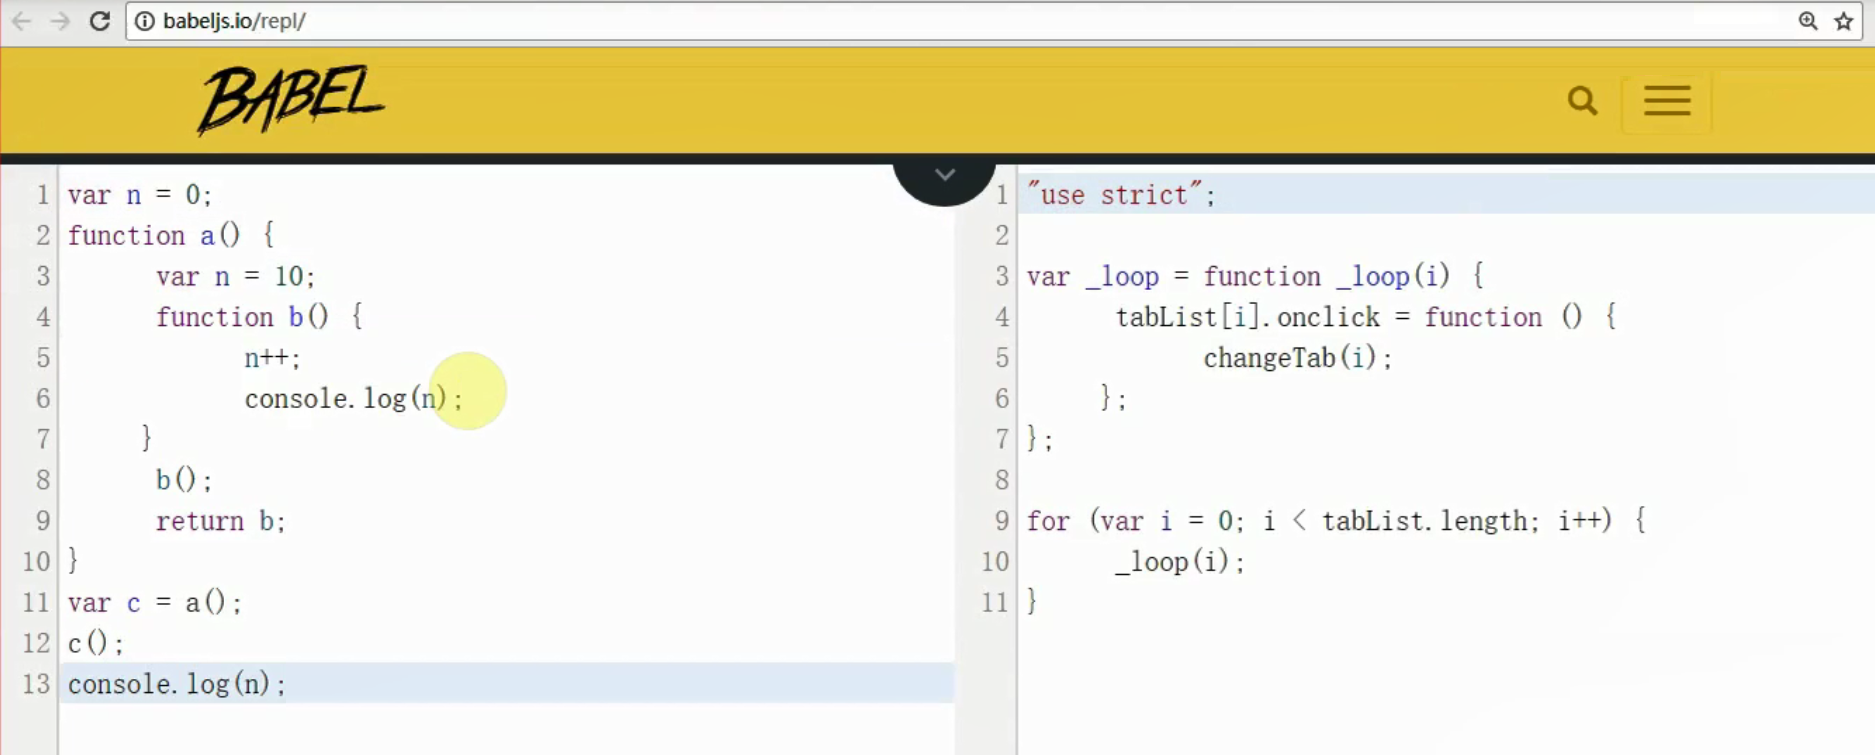 babeljs.io/repl/
BABEL
1 var n = 0;
2 function a() {
3 var n = 10;
4 function b() {
5 n++;
6 console.log(n);
7 }
8 b();
9 return b;
10 }
11 var c = a();
12 c();
13 console.log(n);
1 "use strict";
2
3 var _loop = function _loop(i) {
4 tabList[i].onclick = function () {
5 changeTab(i);
6 };
7 };
8
9 for (var i = 0; i < tabList.length; i++) {
10 _loop(i);
11 }